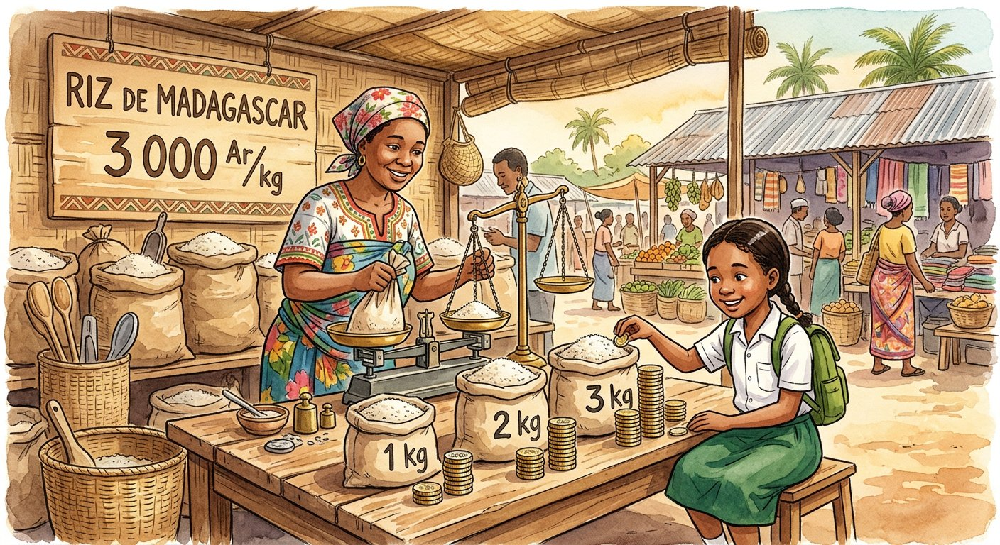 RIZ DE MADAGASCAR
3 000 Ar/kg
1 kg
2 kg
3 kg